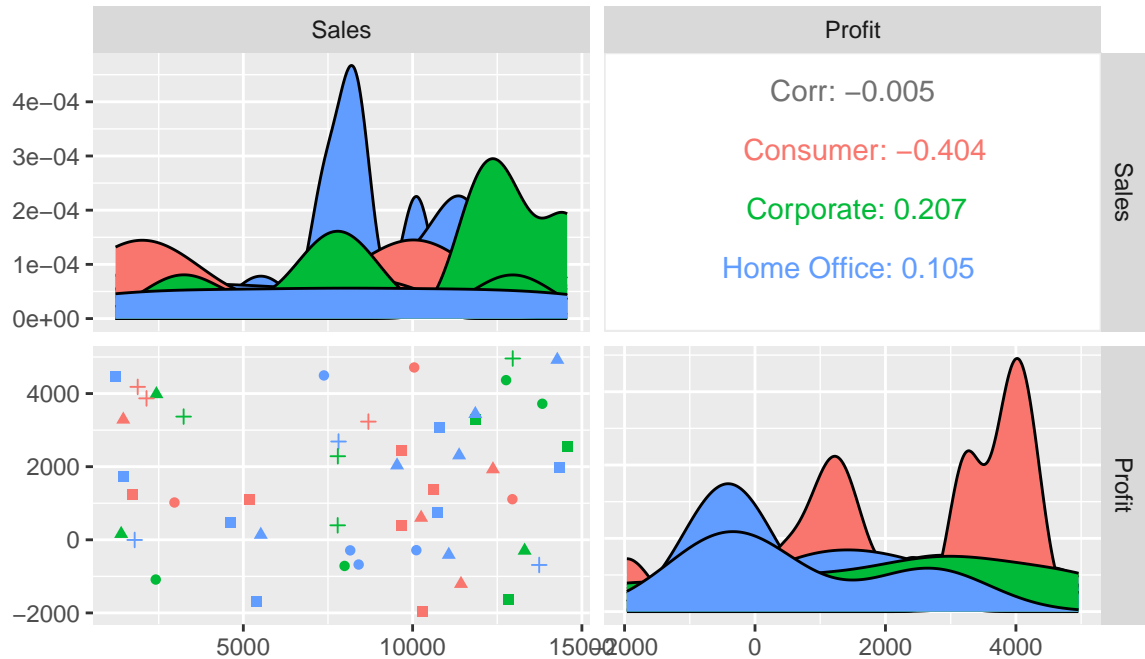 Sales
Profit
4e−04
3e−04
2e−04
1e−04
0e+00
Corr: −0.005
Consumer: −0.404
Corporate: 0.207
Home Office: 0.105
Sales
4000
2000
0
−2000
Profit
5000
10000
15000
−2000
0
2000
4000